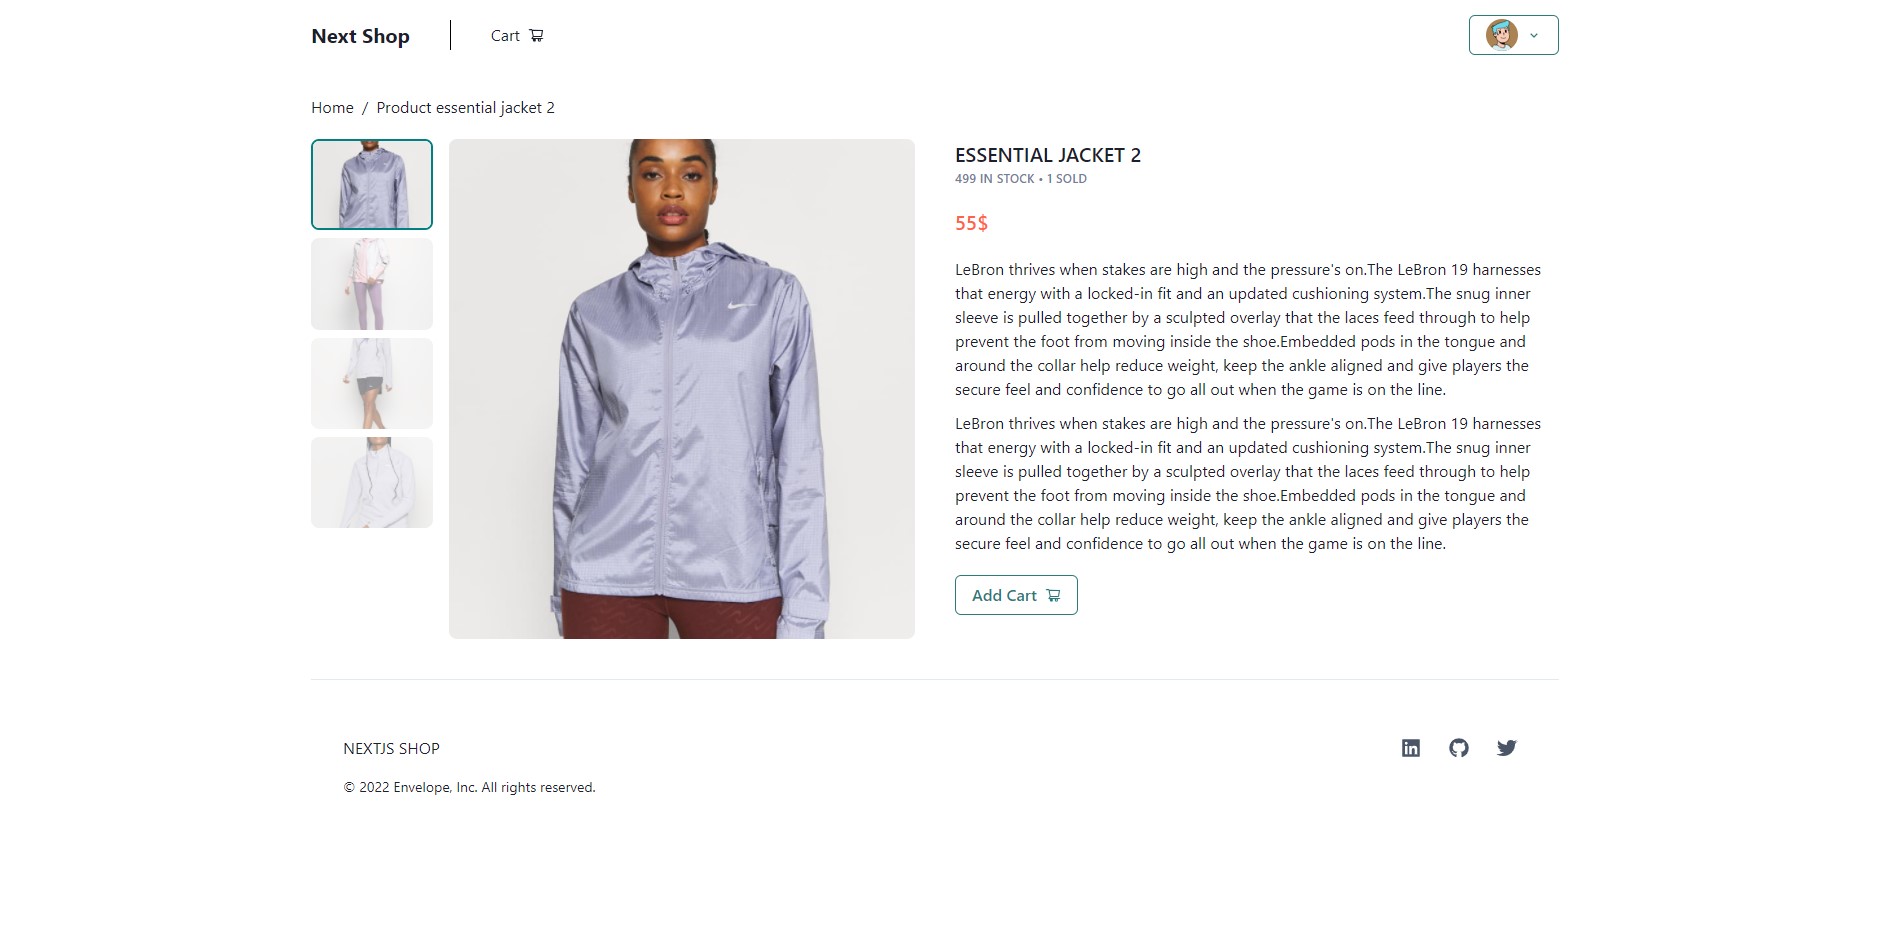 Next Shop
Cart
Home / Product essential jacket 2
ESSENTIAL JACKET 2
499 IN STOCK • 1 SOLD
55$
LeBron thrives when stakes are high and the pressure's on.The LeBron 19 harnesses
that energy with a locked-in fit and an updated cushioning system.The snug inner
sleeve is pulled together by a sculpted overlay that the laces feed through to help
prevent the foot from moving inside the shoe.Embedded pods in the tongue and
around the collar help reduce weight, keep the ankle aligned and give players the
secure feel and confidence to go all out when the game is on the line.
LeBron thrives when stakes are high and the pressure's on.The LeBron 19 harnesses
that energy with a locked-in fit and an updated cushioning system.The snug inner
sleeve is pulled together by a sculpted overlay that the laces feed through to help
prevent the foot from moving inside the shoe.Embedded pods in the tongue and
around the collar help reduce weight, keep the ankle aligned and give players the
secure feel and confidence to go all out when the game is on the line.
Add Cart
NEXTJS SHOP
© 2022 Envelope, Inc. All rights reserved.